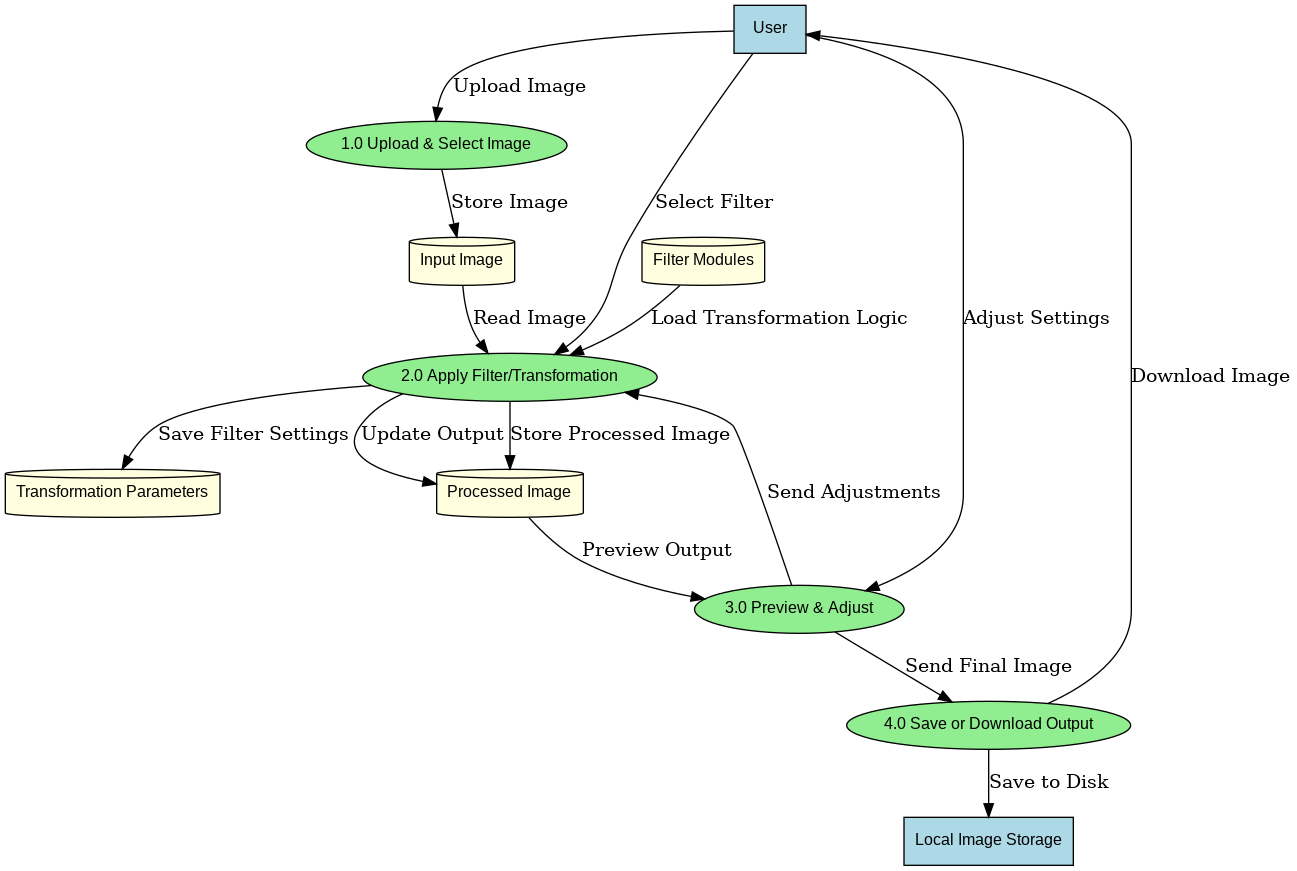 User
Upload Image
1.0 Upload & Select Image
Store Image
Select Filter
Input Image
Filter Modules
Read Image
Load Transformation Logic
Adjust Settings
2.0 Apply Filter/Transformation
Download Image
Save Filter Settings
Update Output
Store Processed Image
Transformation Parameters
Processed Image
Send Adjustments
Preview Output
3.0 Preview & Adjust
Send Final Image
4.0 Save or Download Output
Save to Disk
Local Image Storage